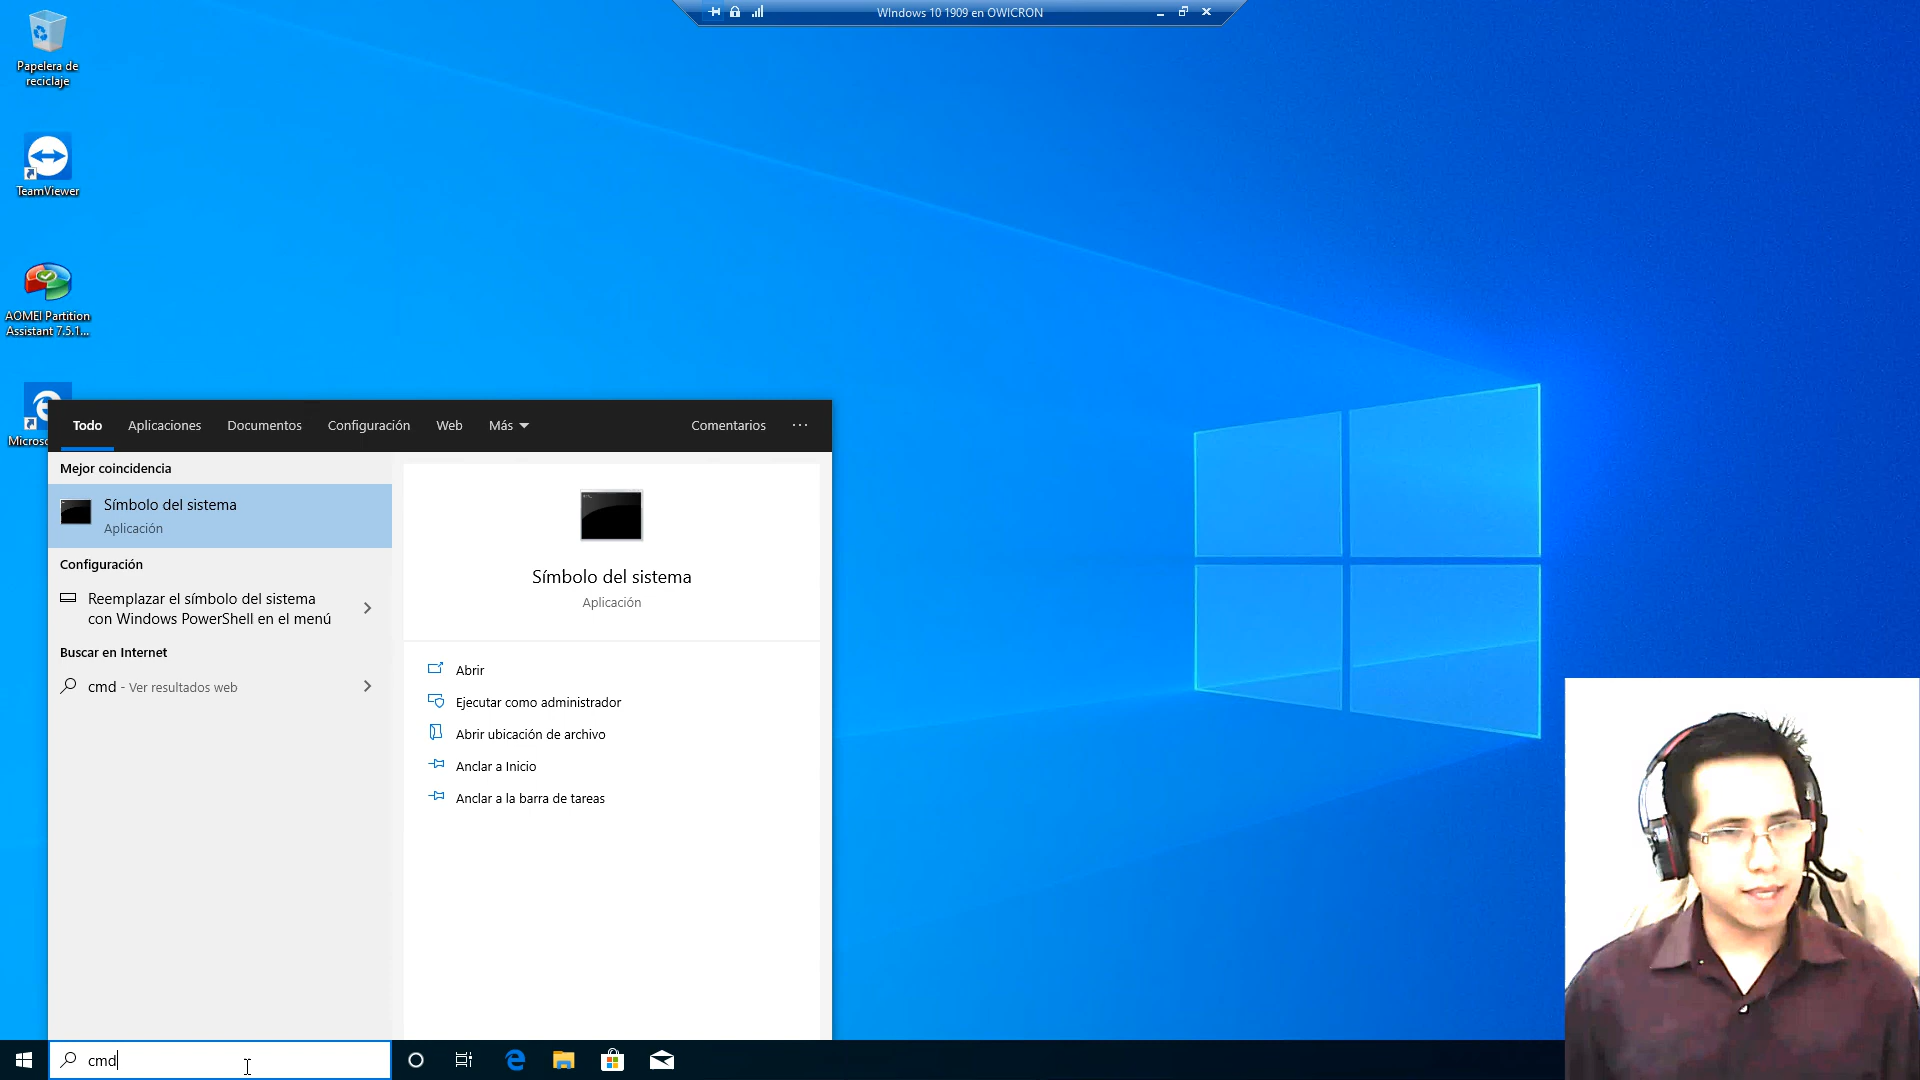 WIndows 10 1909 en OWICRON
Papelera de
reciclaje
TeamViewer
AOMEI Partition
Assistant 7.5.1...
Todo
Aplicaciones
Documentos
Configuración
Web
Más
Comentarios
Mejor coincidencia
Símbolo del sistema
Aplicación
Configuración
Reemplazar el símbolo del sistema
con Windows PowerShell en el menú
Buscar en Internet
cmd - Ver resultados web
Símbolo del sistema
Aplicación
Abrir
Ejecutar como administrador
Abrir ubicación de archivo
Anclar a Inicio
Anclar a la barra de tareas
cmd